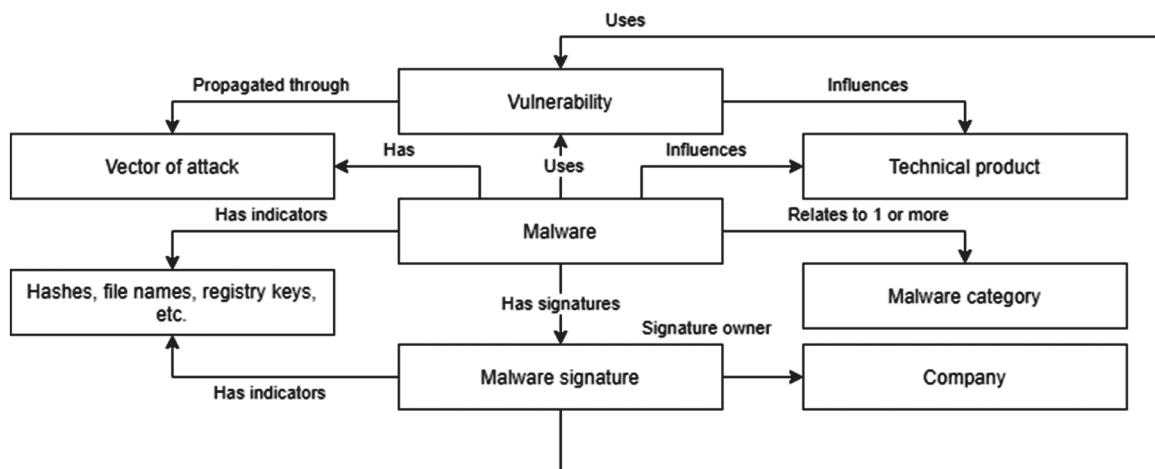 Uses
Propagated through
Vulnerability
Influences
Vector of attack
Has
Uses
Influences
Technical product
Has indicators
Malware
Relates to 1 or more
Hashes, file names, registry keys,
etc.
Has signatures
Malware category
Signature owner
Has indicators
Malware signature
Company